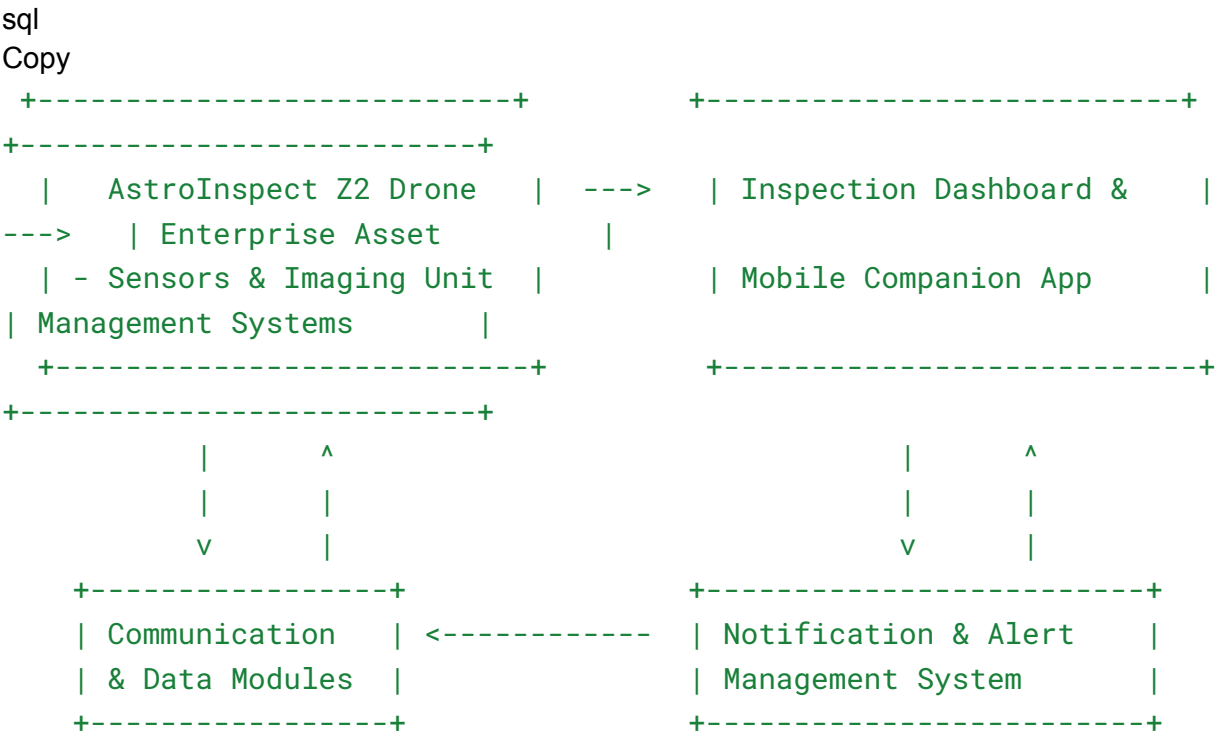 sql
Copy
+---------------------------+ +---------------------------+
+--------------------------+
| AstroInspect Z2 Drone | ---> | Inspection Dashboard & |
---> | Enterprise Asset |
| - Sensors & Imaging Unit | | Mobile Companion App |
| Management Systems |
+---------------------------+ +---------------------------+
+--------------------------+
| ^ | ^
| | | |
v | v |
+-----------------+ +-------------------------+
| Communication | <------------ | Notification & Alert |
| & Data Modules | | Management System |
+-----------------+ +-------------------------+